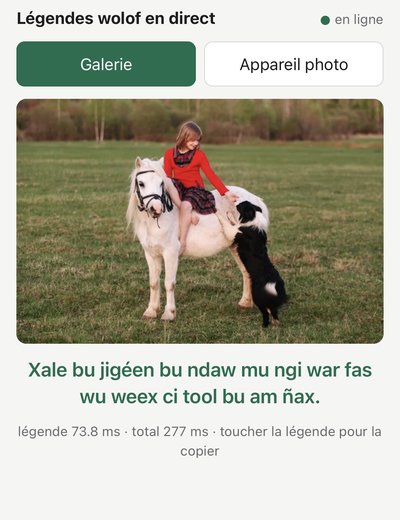 Légendes wolof en direct
en ligne
Galerie
Appareil photo
Xale bu jigéen bu ndaw mu ngi war fas
wu weex ci tool bu am ñax.
légende 73.8 ms · total 277 ms · toucher la légende pour la
copier